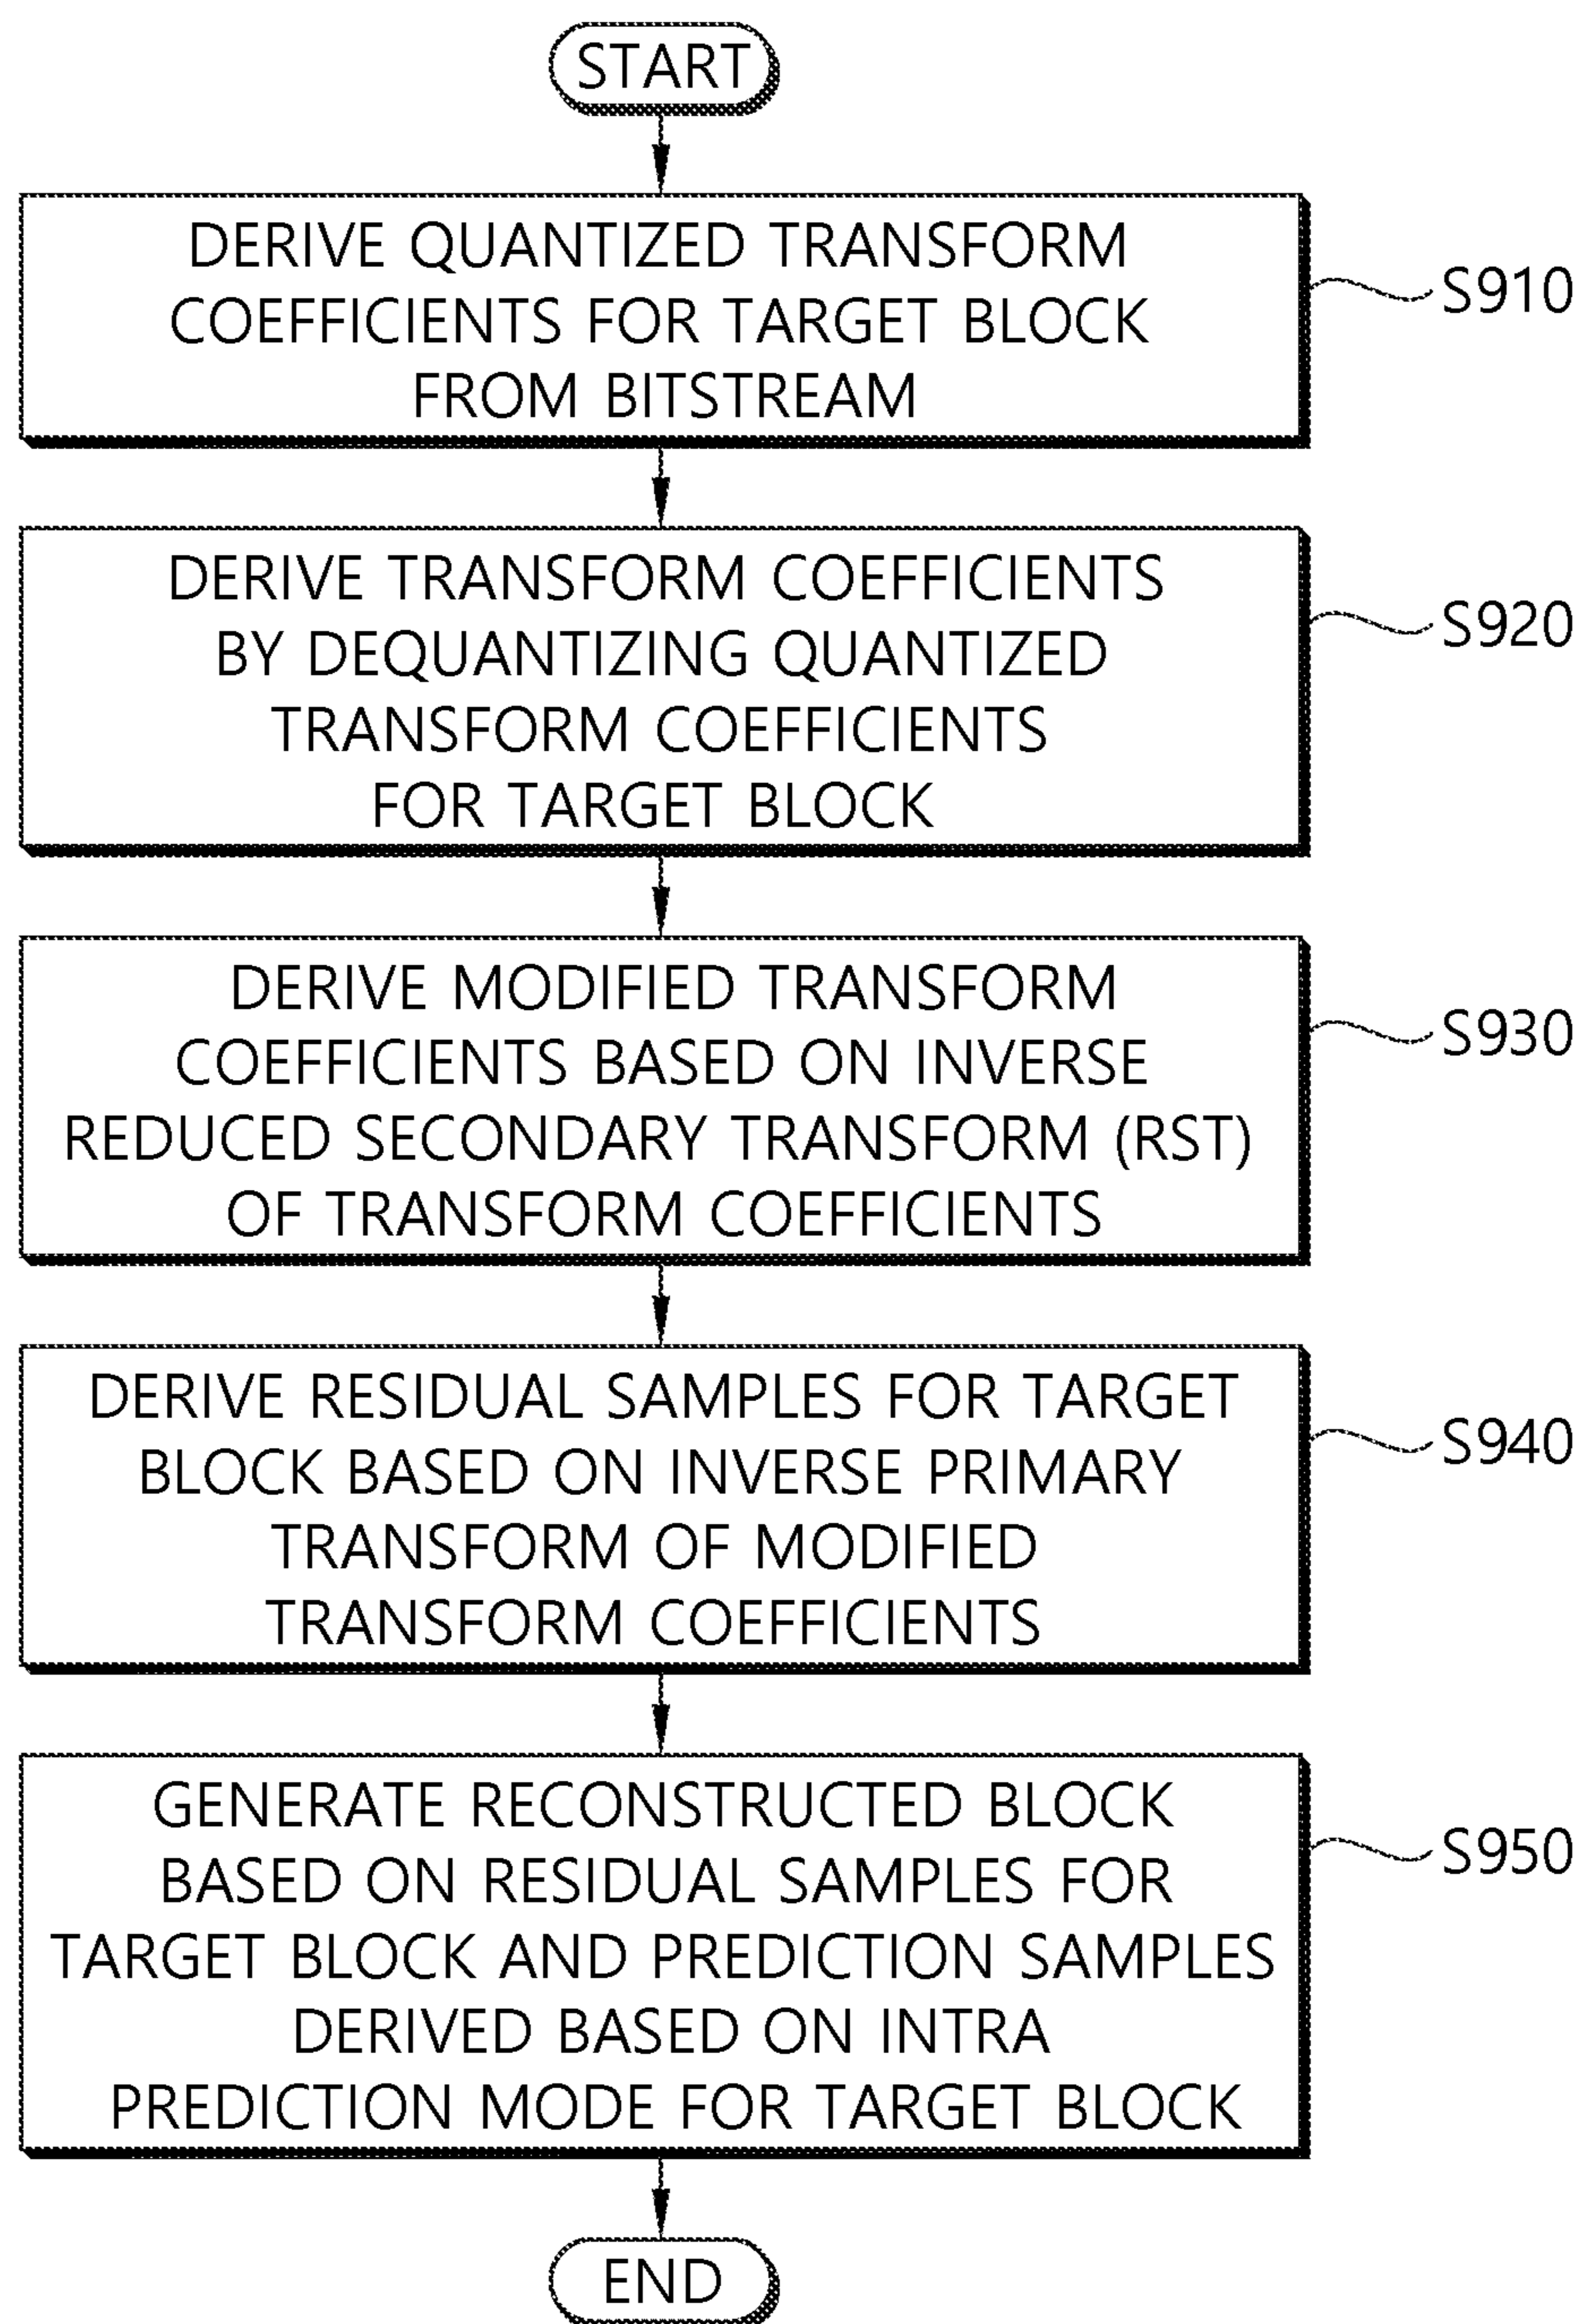 START
DERIVE QUANTIZED TRANSFORM
COEFFICIENTS FOR TARGET BLOCK
FROM BITSTREAM
S910
DERIVE TRANSFORM COEFFICIENTS
BY DEQUANTIZING QUANTIZED
TRANSFORM COEFFICIENTS
FOR TARGET BLOCK
S920
DERIVE MODIFIED TRANSFORM
COEFFICIENTS BASED ON INVERSE
REDUCED SECONDARY TRANSFORM (RST)
OF TRANSFORM COEFFICIENTS
S930
DERIVE RESIDUAL SAMPLES FOR TARGET
BLOCK BASED ON INVERSE PRIMARY
TRANSFORM OF MODIFIED
TRANSFORM COEFFICIENTS
S940
GENERATE RECONSTRUCTED BLOCK
BASED ON RESIDUAL SAMPLES FOR
TARGET BLOCK AND PREDICTION SAMPLES
DERIVED BASED ON INTRA
PREDICTION MODE FOR TARGET BLOCK
S950
END